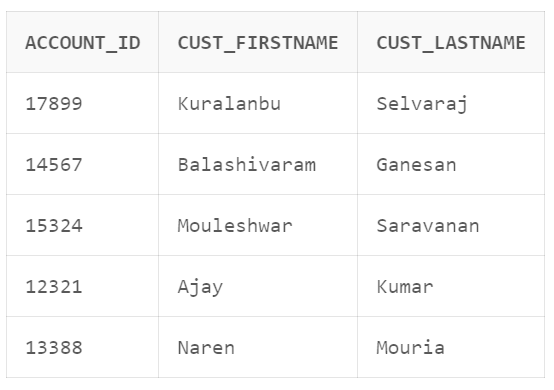 ACCOUNT_ID CUST_FIRSTNAME CUST_LASTNAME
17899 Kuralanbu Selvaraj
14567 Balashivaram Ganesan
15324 Mouleshwar Saravanan
12321 Ajay Kumar
13388 Naren Mouria